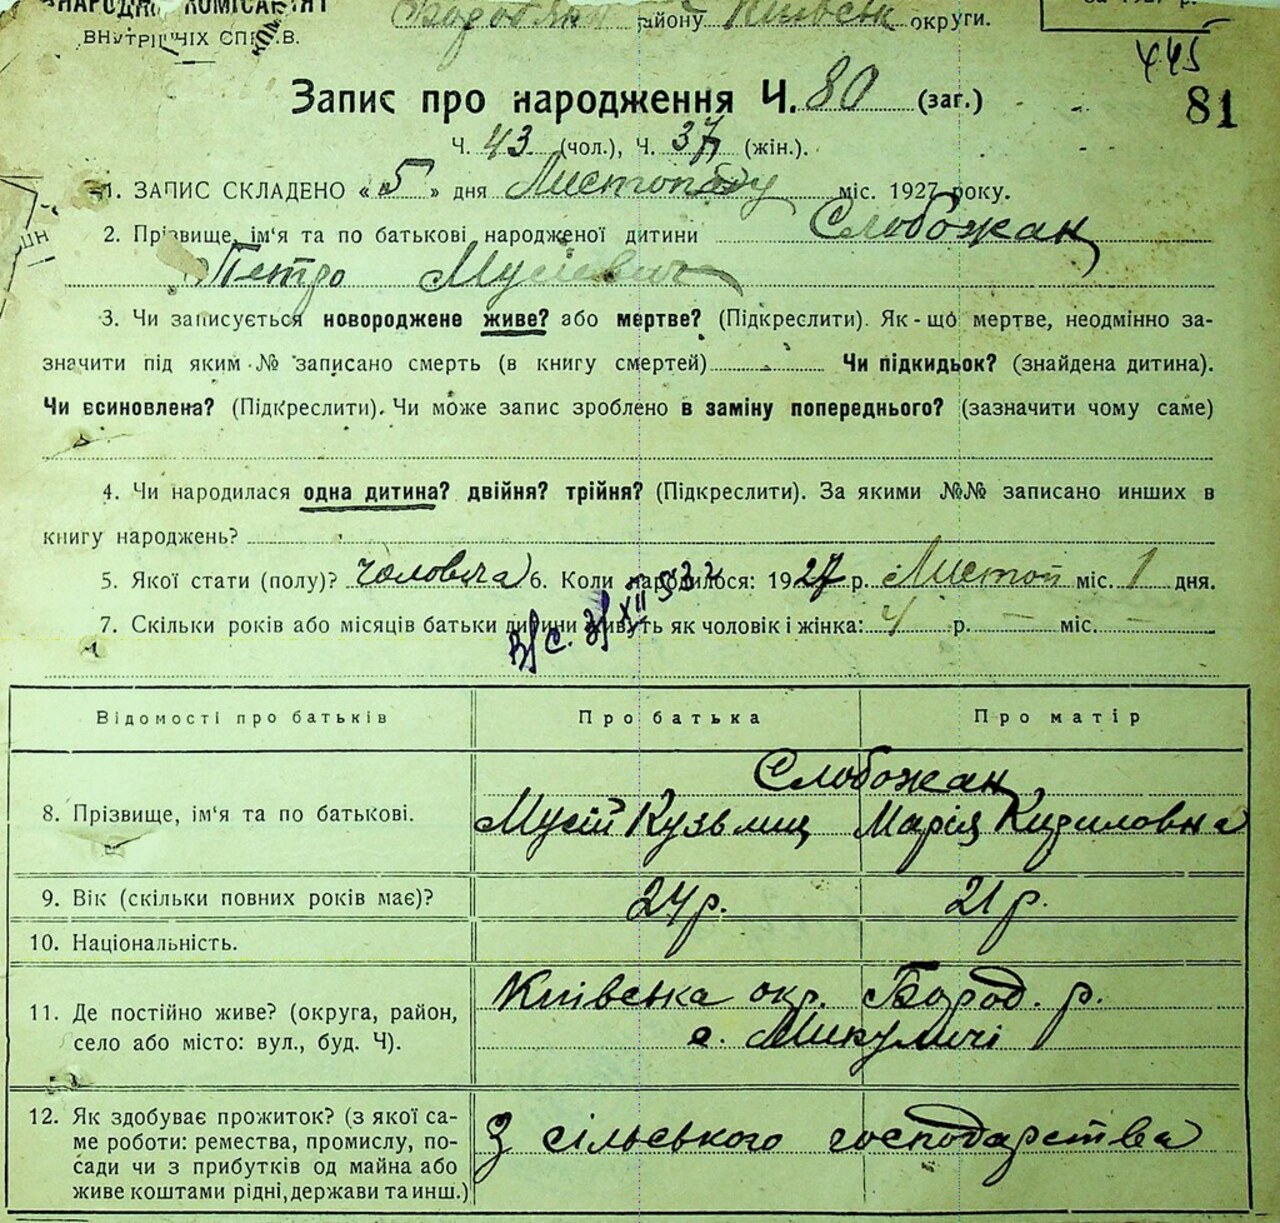 НАРОДНІЙ КОМІСАРІЯТ
ВНУТРІШНІХ СПРАВ.
Бородянк району Київськ округи.
за 1927 р.
445
81
Запис про народження Ч. 80 (заг.)
Ч. 43 (чол.), Ч. 37 (жін.).
1. ЗАПИС СКЛАДЕНО « 5 » дня Листопаду міс. 1927 року.
2. Прізвище, ім'я та по батькові народженої дитини Слобожан
Петро Мусієвич
3. Чи записується новороджене живе? або мертве? (Підкреслити). Як-що мертве, неодмінно за-
значити під яким № записано смерть (в книгу смертей) Чи підкидьок? (знайдена дитина).
Чи всиновлена? (Підкреслити). Чи може запис зроблено в заміну попереднього? (зазначити чому саме)
4. Чи народилася одна дитина? двійня? трійня? (Підкреслити). За якими №№ записано инших в
книгу народжень?
5. Якої стати (полу)? чоловіча 6. Коли народилося: 1927 р. Листоп міс. 1 дня.
7. Скільки років або місяців батьки дитини живуть як чоловік і жінка: 4 р. — міс. —
Відомості про батьків Про батька Про матір
Слобожан
8. Прізвище, ім'я та по батькові. Мусій Кузьмиц Марія Кириловна
9. Вік (скільки повних років має)? 24 р. 21 р.
10. Національність.
Київська окр. Бород. р.
11. Де постійно живе? (округа, район,
село або місто: вул., буд. Ч). с. Микуличі
12. Як здобуває прожиток? (з якої са-
ме роботи: ремества, промислу, по- З сільського господарства
сади чи з прибутків од майна або
живе коштами рідні, держави та инш.)